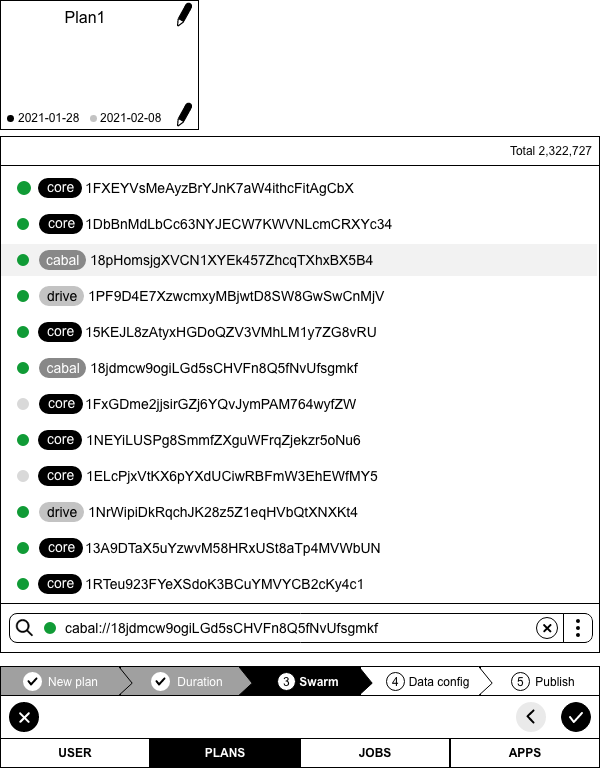 Plan1
2021-01-28 2021-02-08
Total 2,322,727
core 1FXEYVsMeAyzBrYJnK7aW4ithcFitAgCbX
core 1DbBnMdLbCc63NYJECW7KWVNLcmCRXYc34
cabal 18pHomsjgXVCN1XYEk457ZhcqTXhxBX5B4
drive 1PF9D4E7XzwcmxyMBjwtD8SW8GwSwCnMjV
core 15KEJL8zAtyxHGDoQZV3VMhLM1y7ZG8vRU
cabal 18jdmcw9ogiLGd5sCHVFn8Q5fNvUfsgmkf
core 1FxGDme2jjsirGZj6YQvJymPAM764wyfZW
core 1NEYiLUSPg8SmmfZXguWFrqZjekzr5oNu6
core 1ELcPjxVtKX6pYXdUCiwRBFmW3EhEWfMY5
drive 1NrWipiDkRqchJK28z5Z1eqHVbQtXNXKt4
core 13A9DTaX5uYzwvM58HRxUSt8aTp4MVWbUN
core 1RTeu923FYeXSdoK3BCuYMVYCB2cKy4c1
cabal://18jdmcw9ogiLGd5sCHVFn8Q5fNvUfsgmkf
New plan Duration 3 Swarm 4 Data config 5 Publish
USER PLANS JOBS APPS